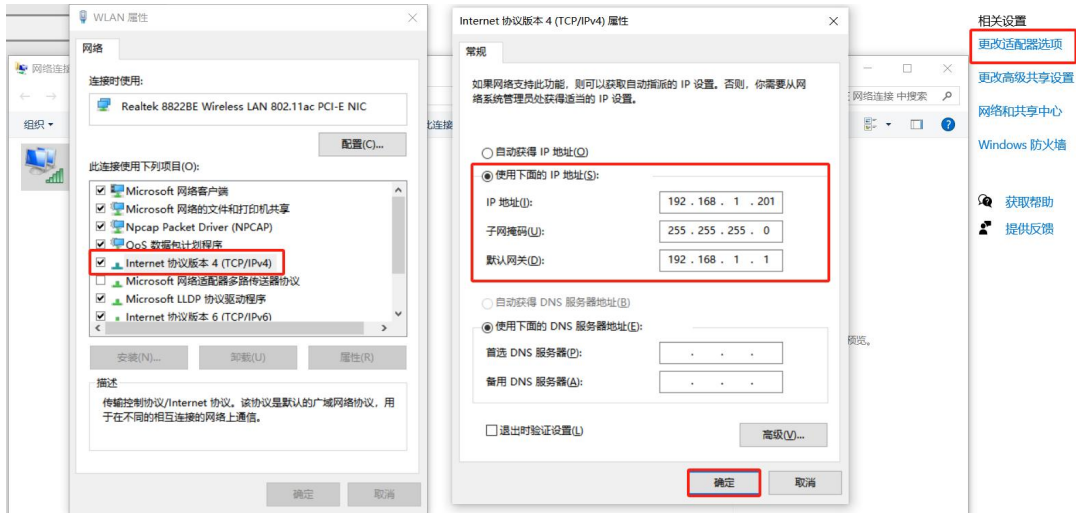 WLAN 属性
网络
连接时使用:
Realtek 8822BE Wireless LAN 802.11ac PCI-E NIC
配置(C)...
此连接使用下列项目(O):
Microsoft 网络客户端
Microsoft 网络的文件和打印机共享
Npcap Packet Driver (NPCAP)
QoS 数据包计划程序
Internet 协议版本 4 (TCP/IPv4)
Microsoft 网络适配器多路传送器协议
Microsoft LLDP 协议驱动程序
Internet 协议版本 6 (TCP/IPv6)
安装(N)...
卸载(U)
属性(R)
描述
传输控制协议/Internet 协议。该协议是默认的广域网络协议，用
于在不同的相互连接的网络上通信。
确定
取消
网络连接
组织
Internet 协议版本 4 (TCP/IPv4) 属性
常规
如果网络支持此功能，则可以获取自动指派的 IP 设置。否则，你需要从网
络系统管理员处获得适当的 IP 设置。
自动获得 IP 地址(O)
使用下面的 IP 地址(S):
IP 地址(I): 192 . 168 . 1 . 201
子网掩码(U): 255 . 255 . 255 . 0
默认网关(D): 192 . 168 . 1 . 1
自动获得 DNS 服务器地址(B)
使用下面的 DNS 服务器地址(E):
首选 DNS 服务器(P): . . .
备用 DNS 服务器(A): . . .
退出时验证设置(L)
高级(V)...
确定
取消
此连接
网络连接 中搜索
预览。
相关设置
更改适配器选项
更改高级共享设置
网络和共享中心
Windows 防火墙
获取帮助
提供反馈